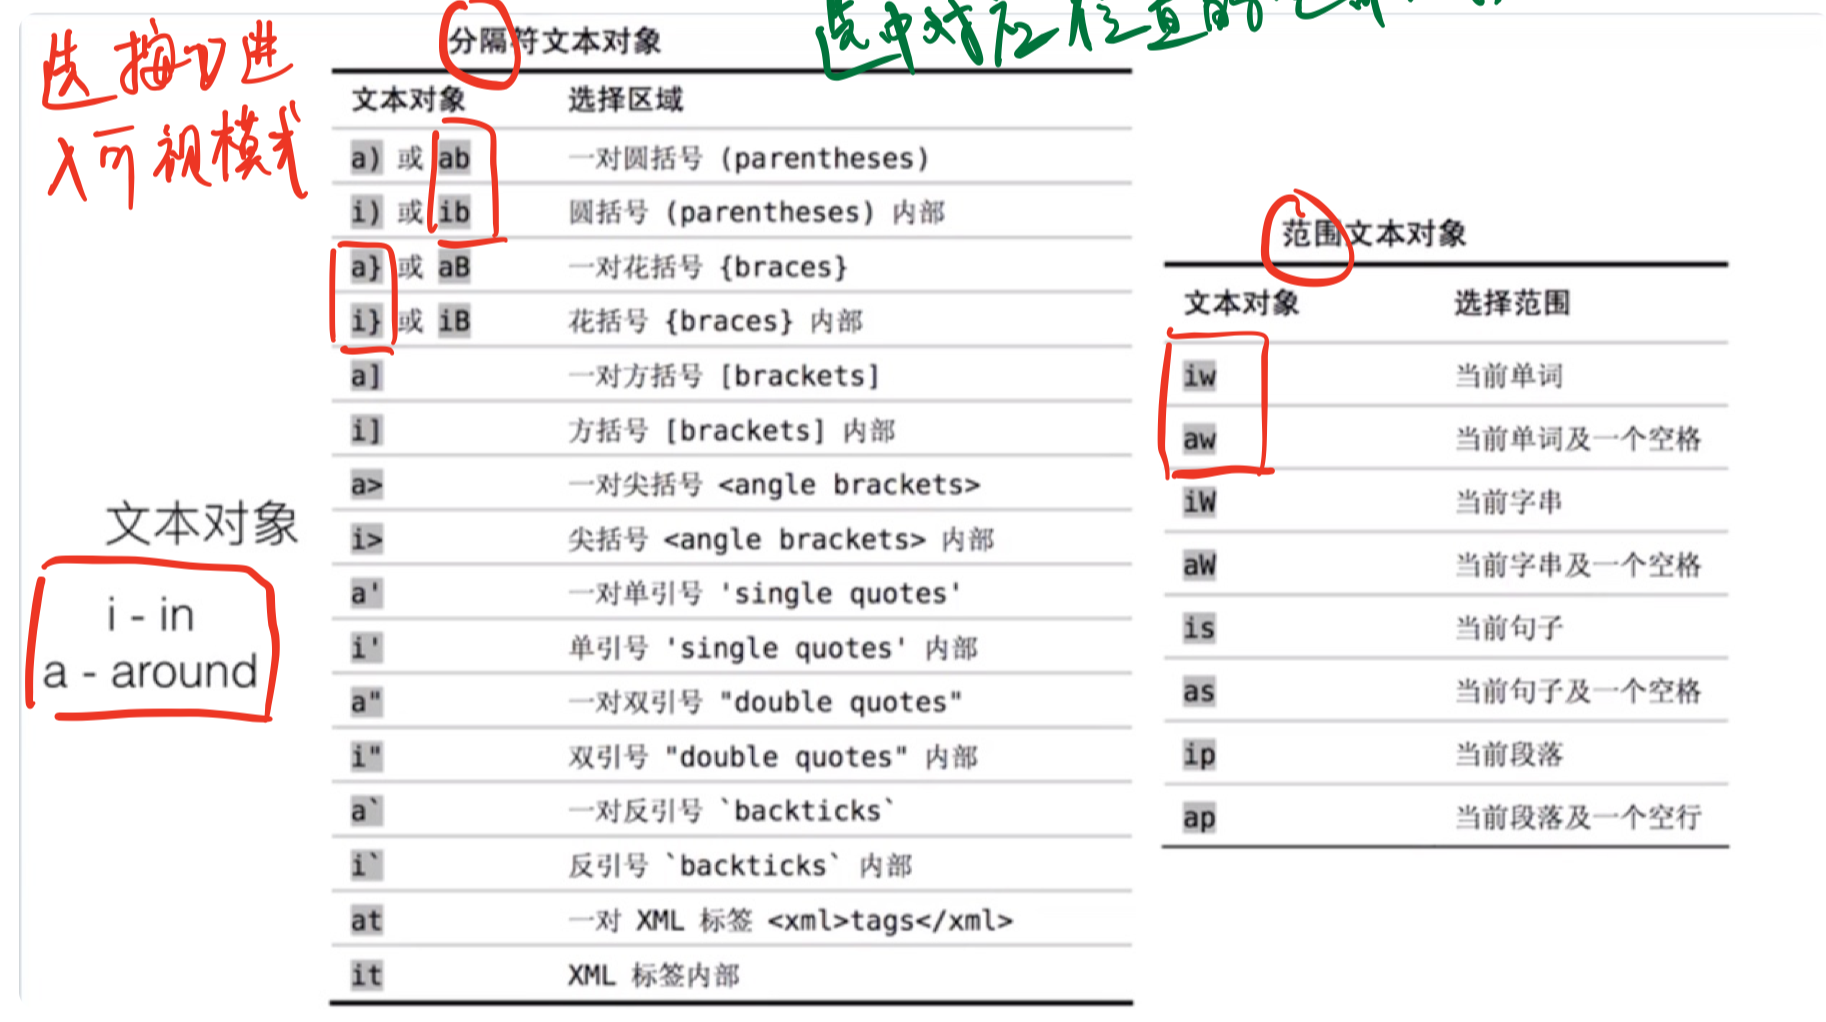 选中对应位置的
先按v进
入可视模式
分隔符文本对象
文本对象 选择区域
a) 或 ab 一对圆括号 (parentheses)
i) 或 ib 圆括号 (parentheses) 内部
a} 或 aB 一对花括号 {braces}
i} 或 iB 花括号 {braces} 内部
a] 一对方括号 [brackets]
i] 方括号 [brackets] 内部
a> 一对尖括号 <angle brackets>
i> 尖括号 <angle brackets> 内部
a' 一对单引号 'single quotes'
i' 单引号 'single quotes' 内部
a" 一对双引号 "double quotes"
i" 双引号 "double quotes" 内部
a` 一对反引号 `backticks`
i` 反引号 `backticks` 内部
at 一对 XML 标签 <xml>tags</xml>
it XML 标签内部
文本对象
i - in
a - around
范围文本对象
文本对象 选择范围
iw 当前单词
aw 当前单词及一个空格
iW 当前字串
aW 当前字串及一个空格
is 当前句子
as 当前句子及一个空格
ip 当前段落
ap 当前段落及一个空行